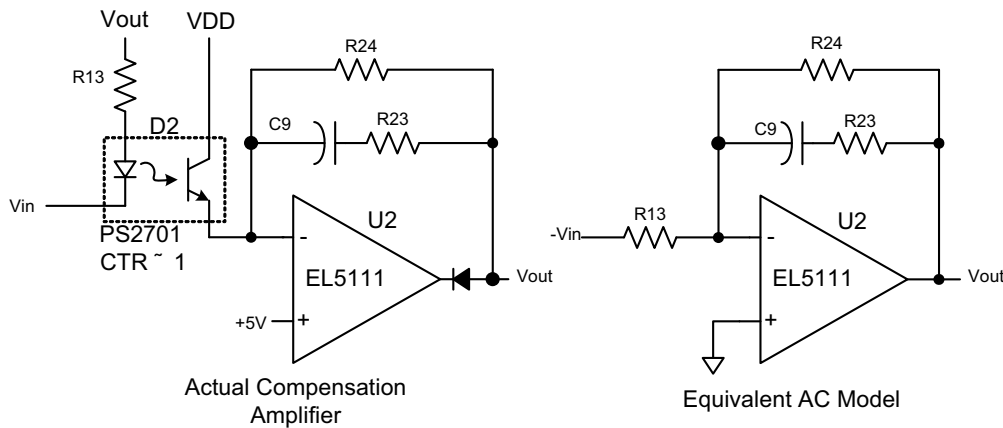 Vout
VDD
R13
D2
Vin
PS2701
CTR ~ 1
R24
C9
R23
U2
-
EL5111
+5V
+
Vout
Actual Compensation
Amplifier
R24
C9
R23
R13
-Vin
U2
-
EL5111
+
Vout
Equivalent AC Model